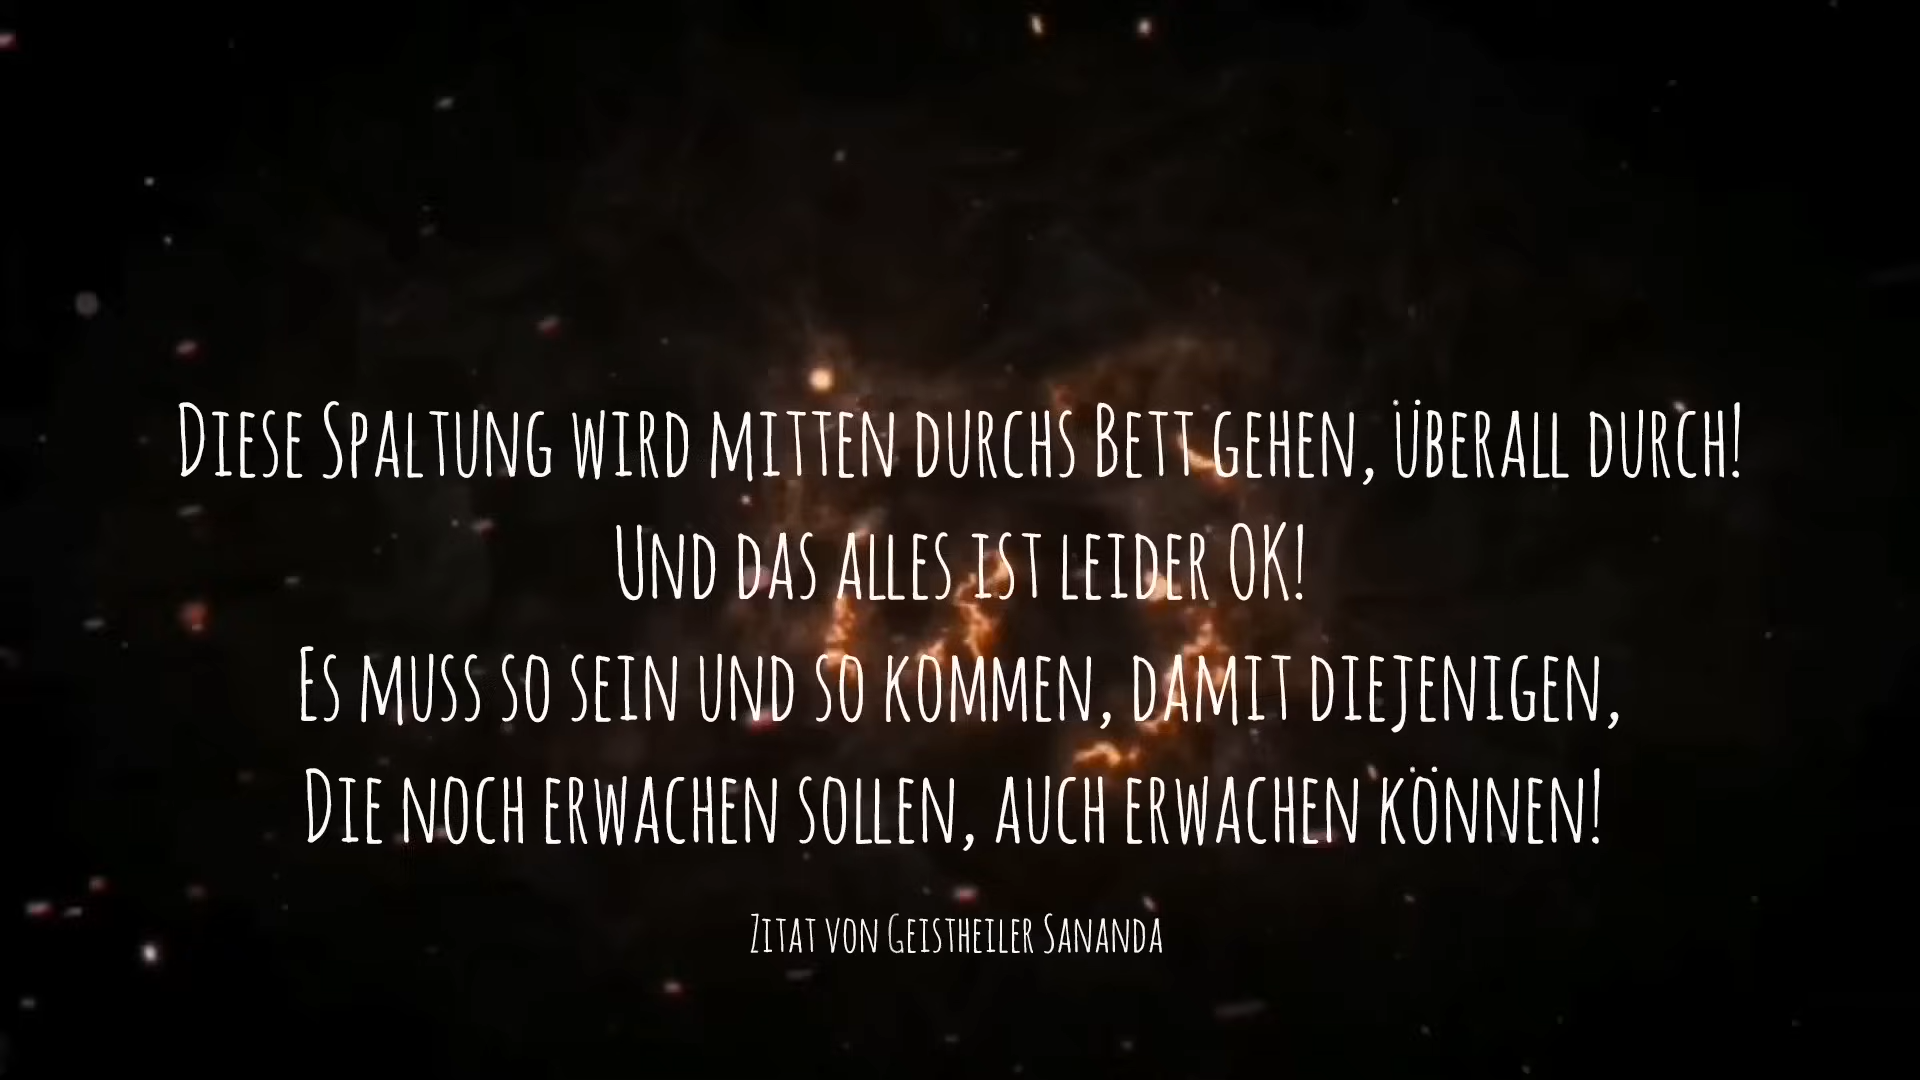 Diese Spaltung wird mitten durchs Bett gehen, überall durch!
Und das alles ist leider OK!
Es muss so sein und so kommen, damit diejenigen,
Die noch erwachen sollen, auch erwachen können!
Zitat von Geistheiler Sananda